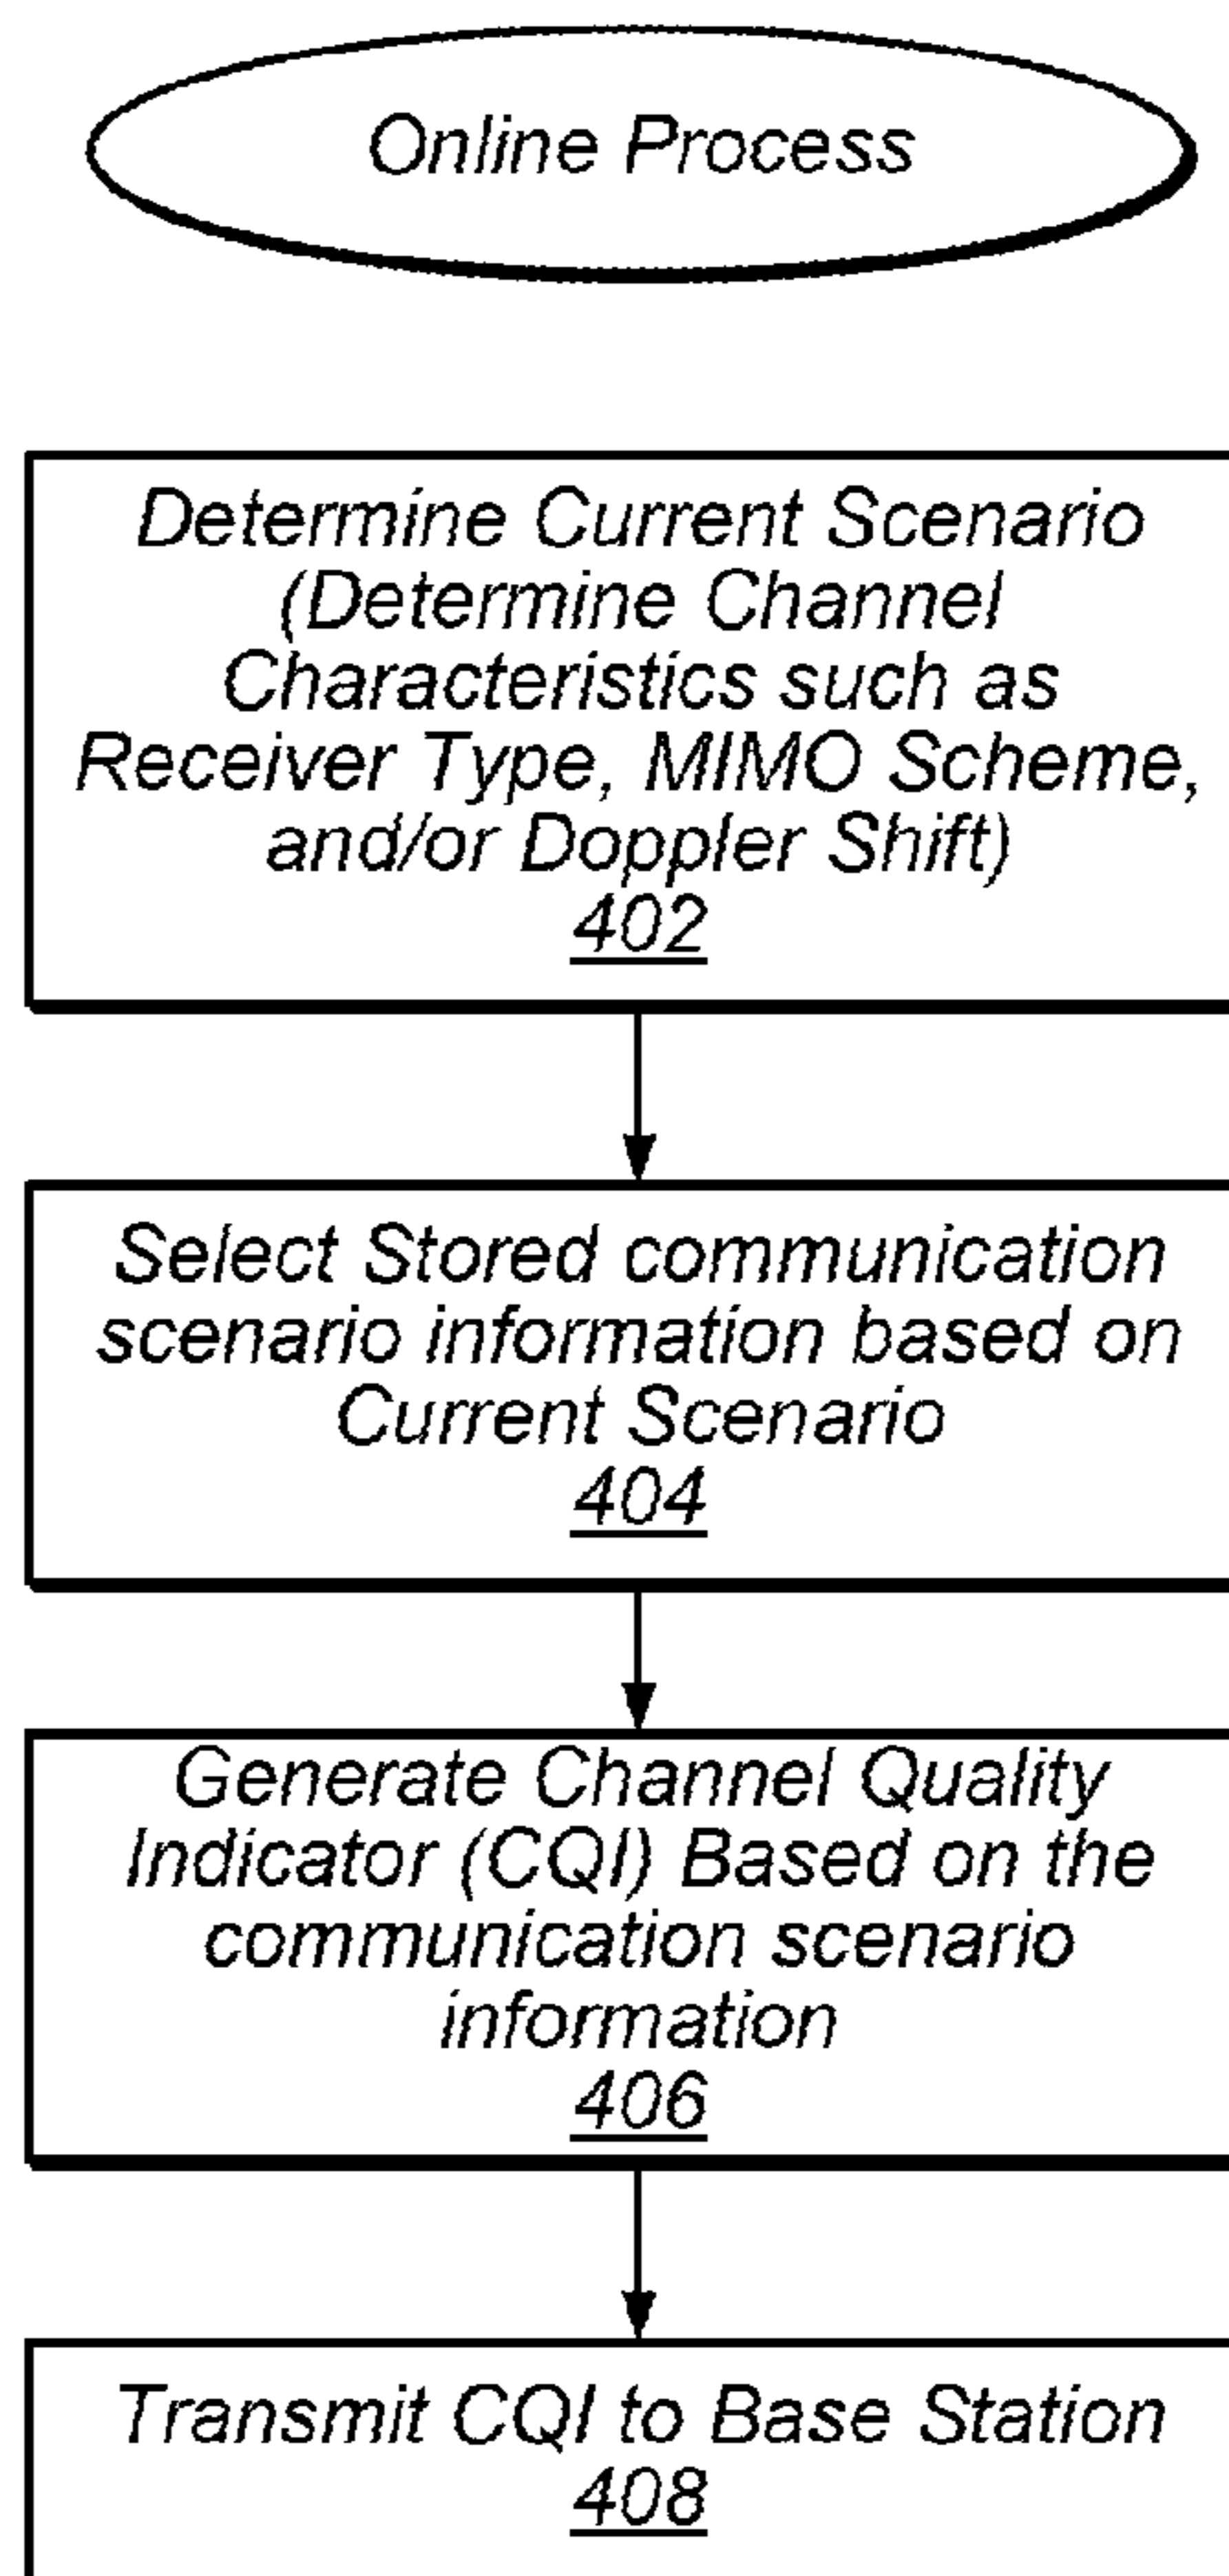 Online Process
Determine Current Scenario
(Determine Channel
Characteristics such as
Receiver Type, MIMO Scheme,
and/or Doppler Shift)
402
Select Stored communication
scenario information based on
Current Scenario
404
Generate Channel Quality
Indicator (CQI) Based on the
communication scenario
information
406
Transmit CQI to Base Station
408